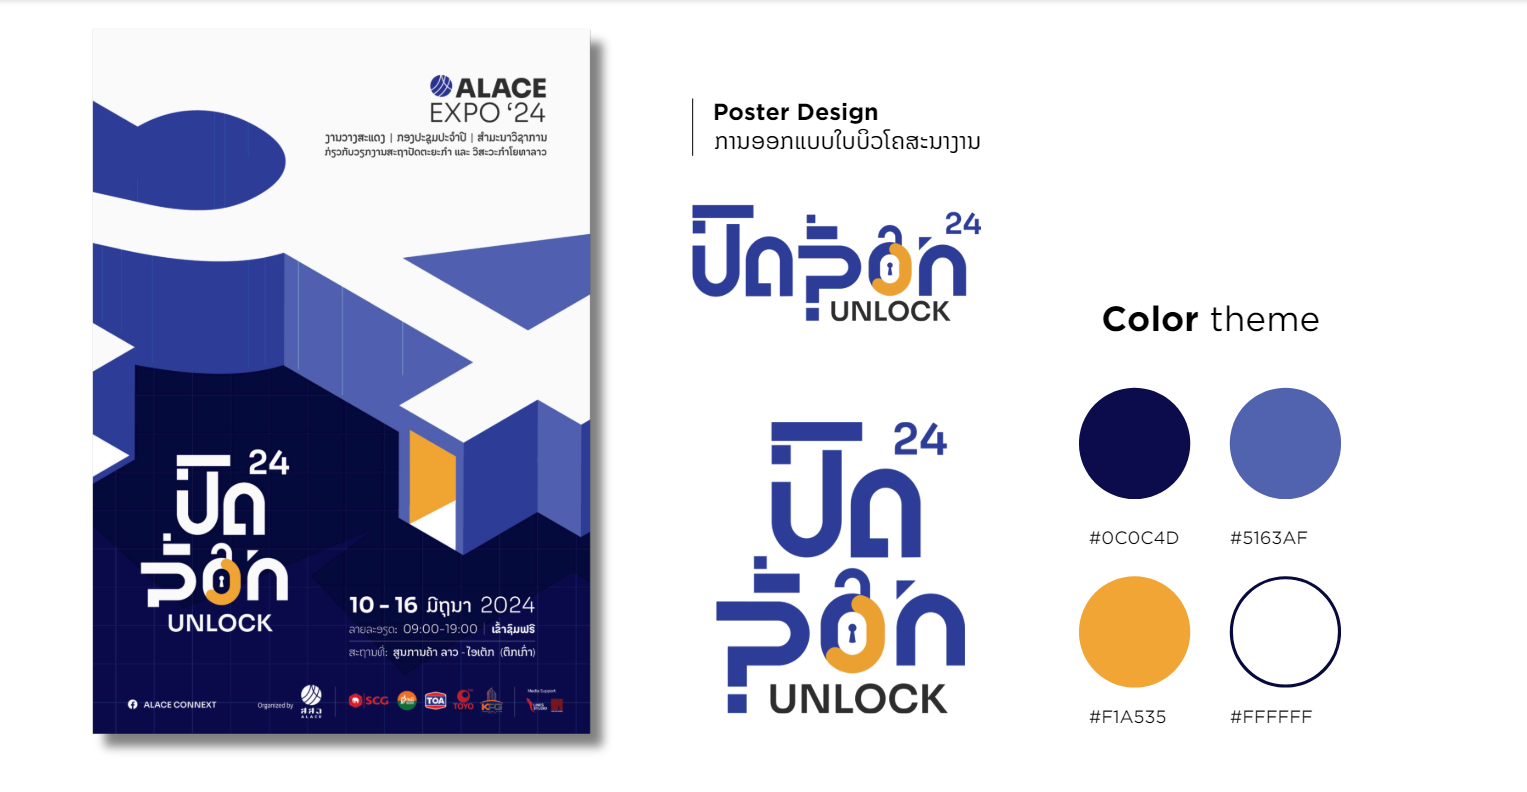 ALACE
EXPO ‘24
ງານວາງສະແດງ | ກອງປະຊຸມປະຈຳປີ | ສຳມະນາວິຊາການ
ກ່ຽວກັບວຽກງານສະຖາປັດຕະຍະກຳ ແລະ ວິສະວະກຳໂຍທາລາວ
24
ປົດ
ລັອກ
UNLOCK
10 – 16 ມິຖຸນາ 2024
ລາຍລະອຽດ: 09:00-19:00 | ເຂົ້າຊົມຟຣີ
ສະຖານທີ່: ສູນການຄ້າ ລາວ - ໄອເຕັກ (ຕຶກເກົ່າ)
ALACE CONNEXT
Organized by
ສສວ
ALACE
SCG
TOA
TOYO
Media Support
Poster Design
ການອອກແບບໃບບິວໂຄສະນາງານ
ປົດລັອກ 24
UNLOCK
24
ປົດ
ລັອກ
UNLOCK
Color theme
#0C0C4D
#5163AF
#F1A535
#FFFFFF